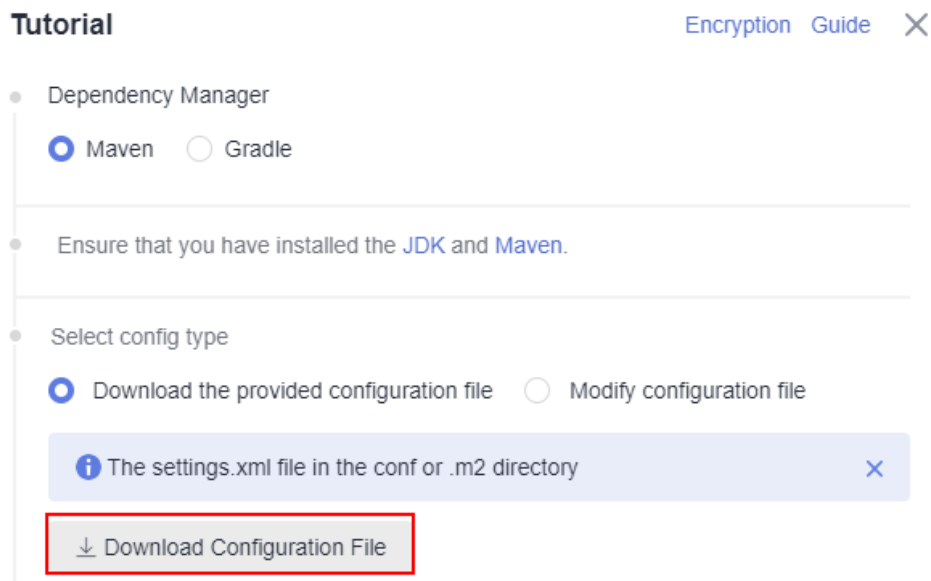 Tutorial Encryption Guide
Dependency Manager
Maven Gradle
Ensure that you have installed the JDK and Maven.
Select config type
Download the provided configuration file Modify configuration file
The settings.xml file in the conf or .m2 directory
Download Configuration File